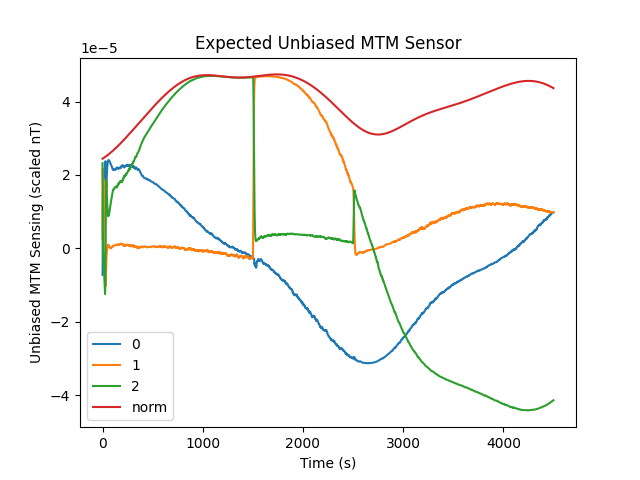 Expected Unbiased MTM Sensor
1e−5
Unbiased MTM Sensing (scaled nT)
4
2
0
−2
−4
0
1
2
norm
0 1000 2000 3000 4000
Time (s)